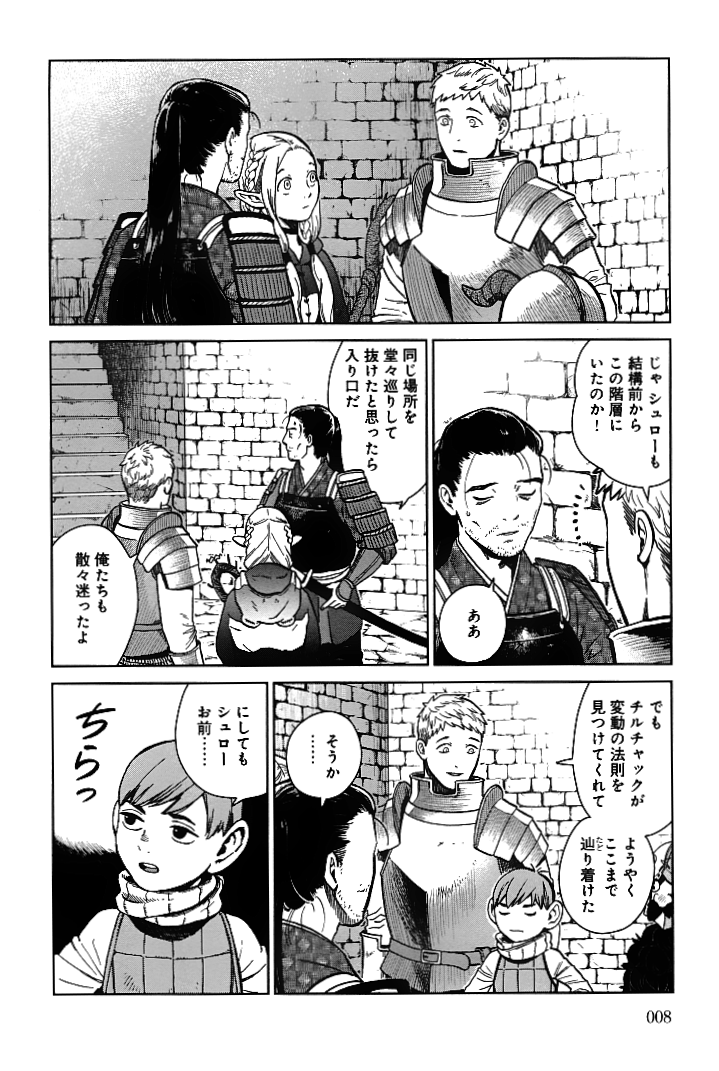 じゃシュローも
結構前から
この階層に
いたのか！
ああ
同じ場所を
堂々巡りして
抜けたと思ったら
入り口だ
俺たちも
散々迷ったよ
でも
チルチャックが
変動の法則を
見つけてくれて
ようやく
ここまで
辿り着けた
たど
そうか
……
にしても
シュロー
お前……
ちらっ
008